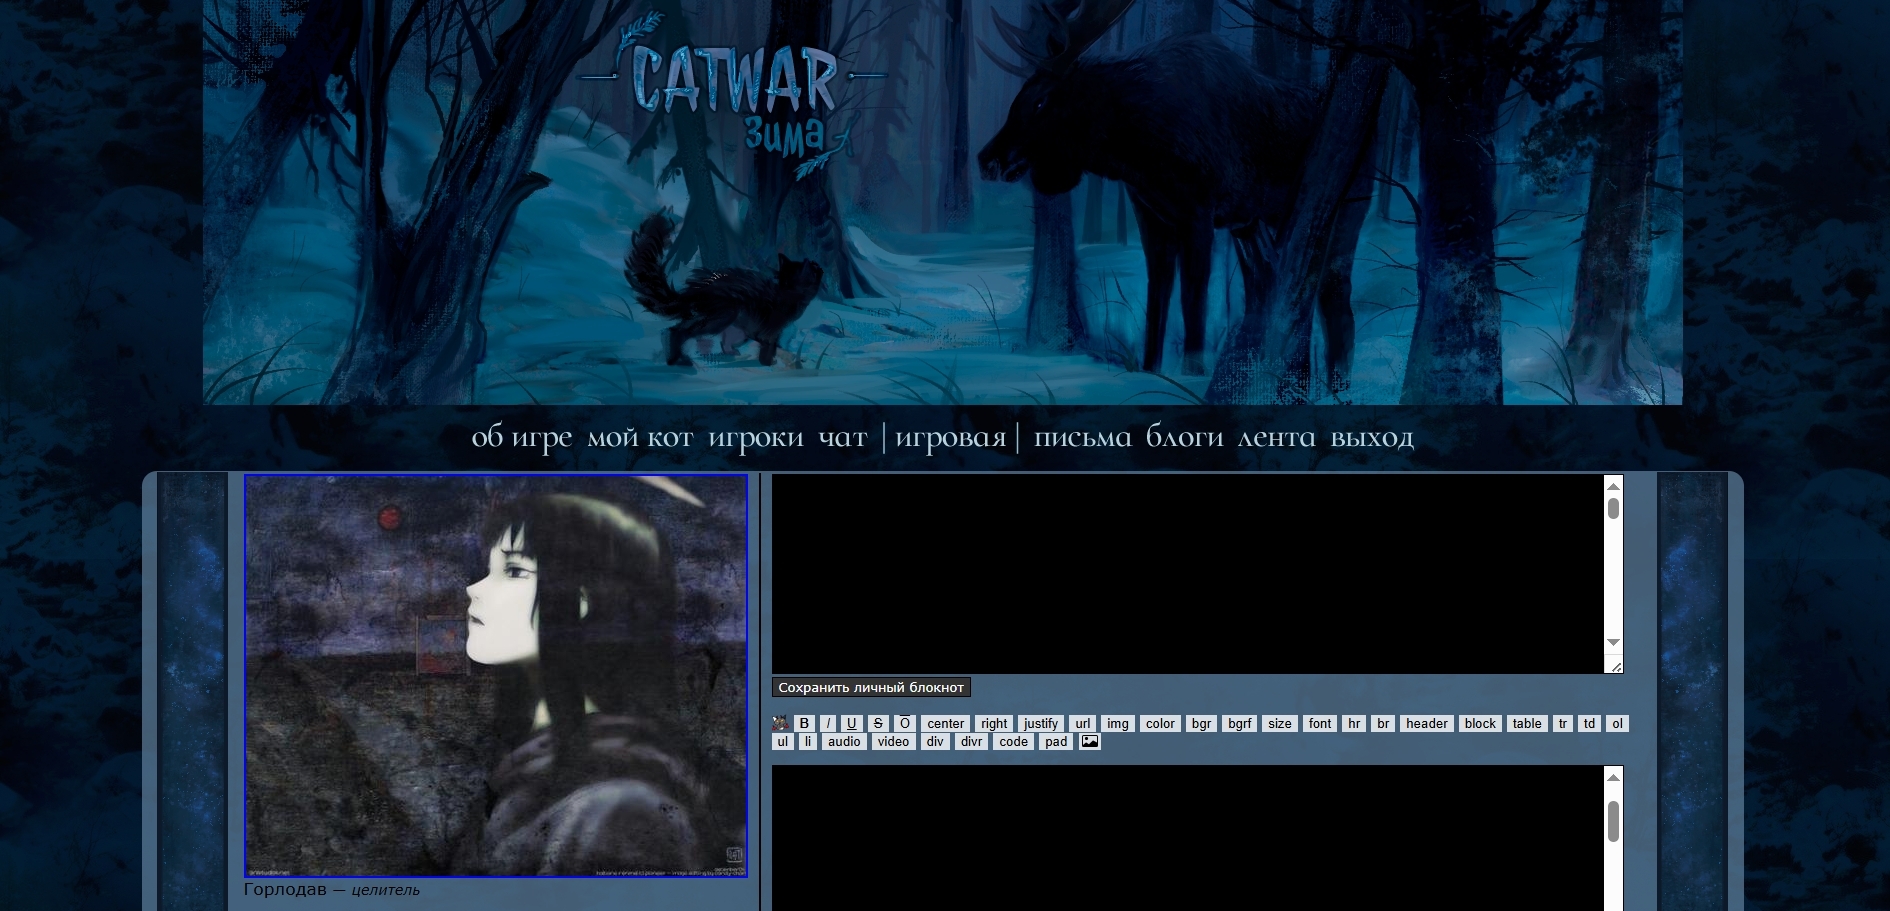 CATWAR
Зима
об игре мой кот игроки чат | игровая | письма блоги лента выход
Сохранить личный блокнот
B I U S O center right justify url img color bgr bgrf size font hr br header block table tr td ol
ul li audio video div divr code pad
Горлодав — целитель